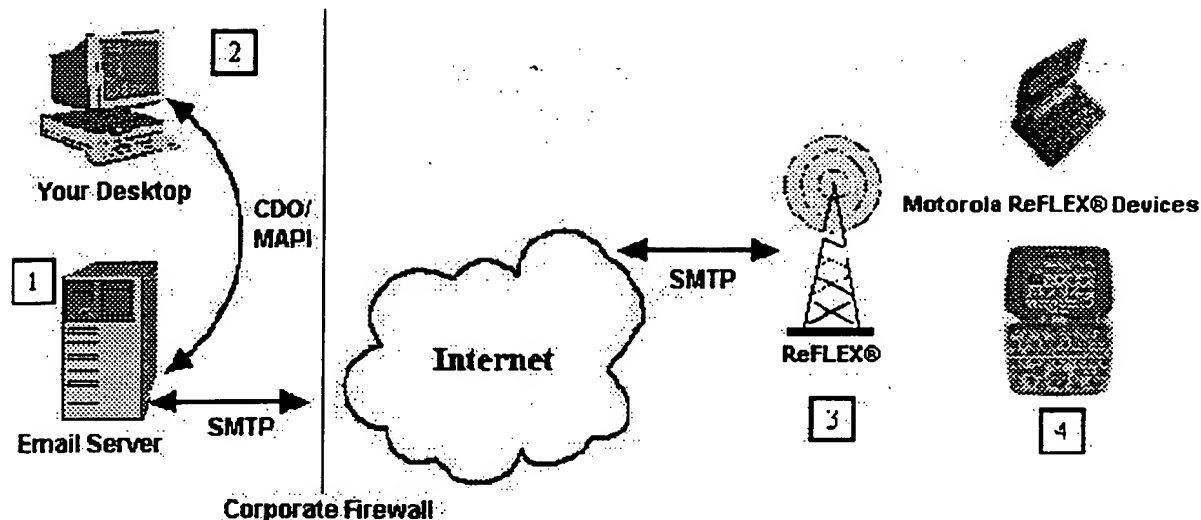 2
Your Desktop
CDO/
MAPI
1
Email Server
SMTP
Corporate Firewall
Internet
SMTP
ReFLEX®
3
Motorola ReFLEX® Devices
4